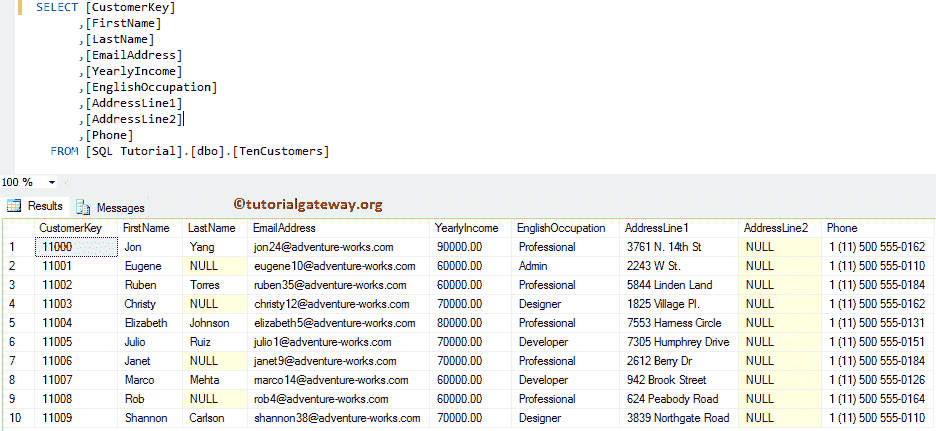 SELECT [CustomerKey]
,[FirstName]
,[LastName]
,[EmailAddress]
,[YearlyIncome]
,[EnglishOccupation]
,[AddressLine1]
,[AddressLine2]
,[Phone]
FROM [SQL Tutorial].[dbo].[TenCustomers]
100 %
Results Messages ©tutorialgateway.org
CustomerKey FirstName LastName EmailAddress YearlyIncome EnglishOccupation AddressLine1 AddressLine2 Phone
1 11000 Jon Yang jon24@adventure-works.com 90000.00 Professional 3761 N. 14th St NULL 1 (11) 500 555-0162
2 11001 Eugene NULL eugene10@adventure-works.com 60000.00 Admin 2243 W St. NULL 1 (11) 500 555-0110
3 11002 Ruben Torres ruben35@adventure-works.com 60000.00 Professional 5844 Linden Land NULL 1 (11) 500 555-0184
4 11003 Christy NULL christy12@adventure-works.com 70000.00 Designer 1825 Village Pl. NULL 1 (11) 500 555-0162
5 11004 Elizabeth Johnson elizabeth5@adventure-works.com 80000.00 Professional 7553 Harness Circle NULL 1 (11) 500 555-0131
6 11005 Julio Ruiz julio1@adventure-works.com 70000.00 Developer 7305 Humphrey Drive NULL 1 (11) 500 555-0151
7 11006 Janet NULL janet9@adventure-works.com 70000.00 Professional 2612 Berry Dr NULL 1 (11) 500 555-0184
8 11007 Marco Mehta marco14@adventure-works.com 60000.00 Developer 942 Brook Street NULL 1 (11) 500 555-0126
9 11008 Rob NULL rob4@adventure-works.com 60000.00 Professional 624 Peabody Road NULL 1 (11) 500 555-0164
10 11009 Shannon Carlson shannon38@adventure-works.com 70000.00 Designer 3839 Northgate Road NULL 1 (11) 500 555-0110